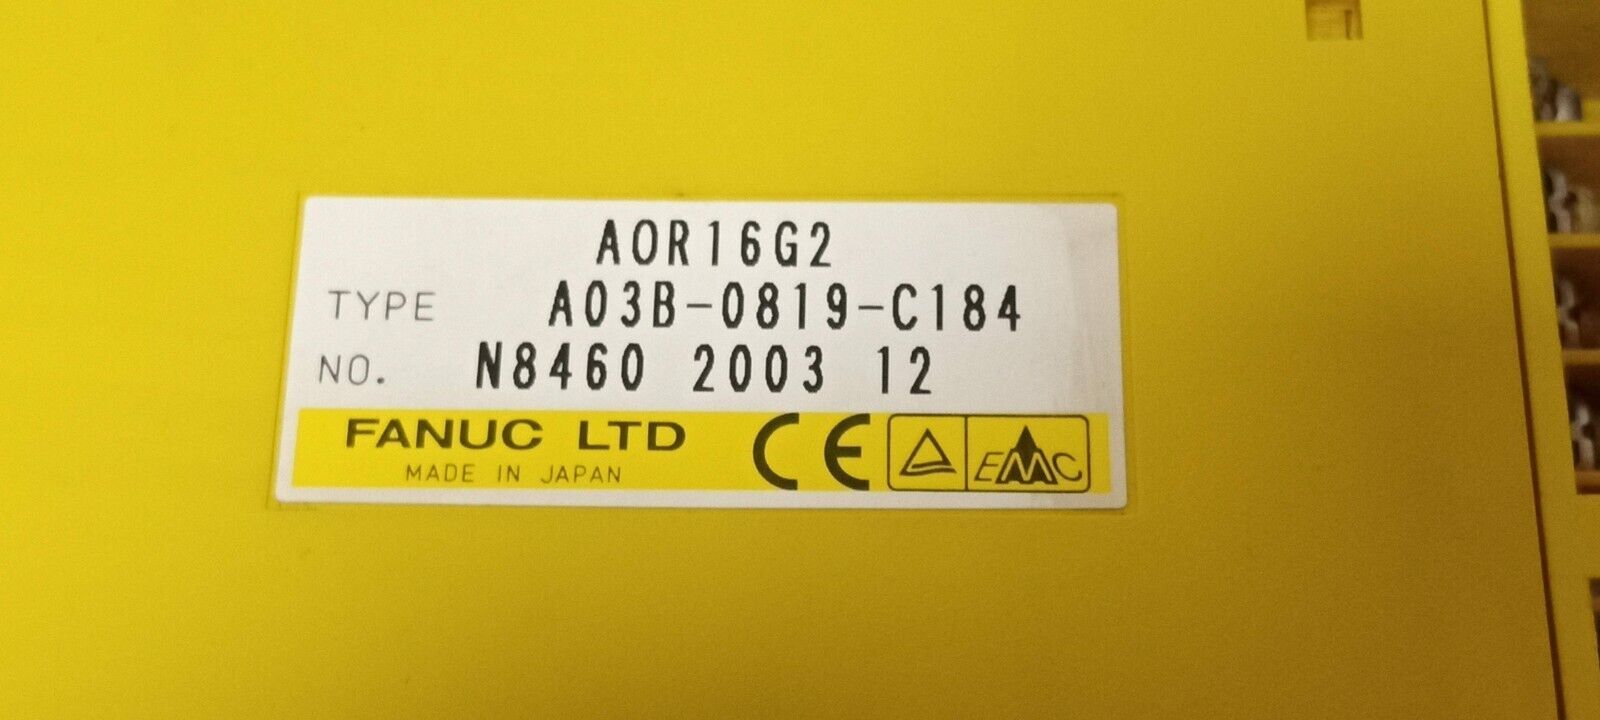 AOR16G2
TYPE A03B-0819-C184
NO. N8460 2003 12
FANUC LTD CE EMC
MADE IN JAPAN